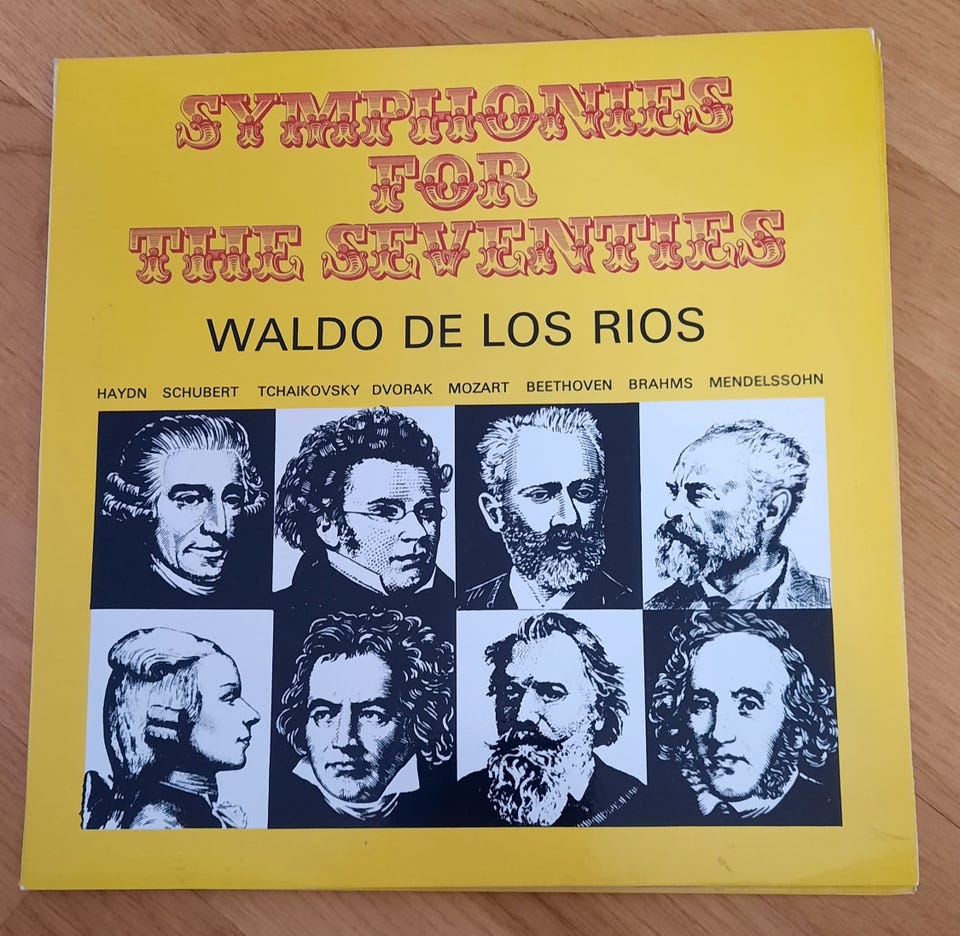 SYMPHONIES
FOR
THE SEVENTIES
WALDO DE LOS RIOS
HAYDN SCHUBERT TCHAIKOVSKY DVORAK MOZART BEETHOVEN BRAHMS MENDELSSOHN